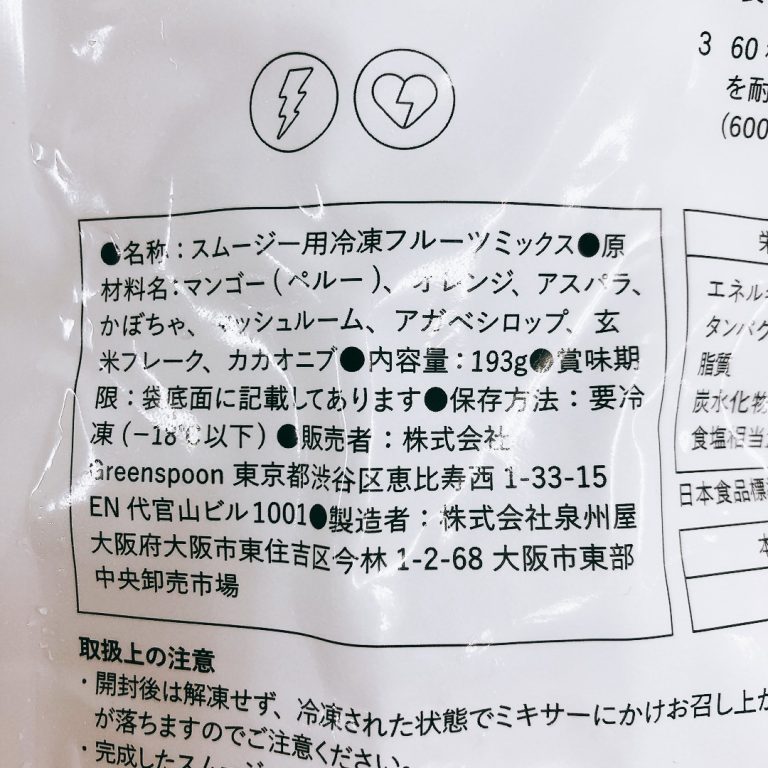 3 60
を耐
(600
●名称：スムージー用冷凍フルーツミックス●原
材料名：マンゴー（ペルー）、オレンジ、アスパラ、
かぼちゃ、マッシュルーム、アガベシロップ、玄
米フレーク、カカオニブ●内容量：193g●賞味期
限：袋底面に記載してあります●保存方法：要冷
凍（−18℃以下）●販売者：株式会社
Greenspoon 東京都渋谷区恵比寿西 1-33-15
EN 代官山ビル1001●製造者：株式会社泉州屋
大阪府大阪市東住吉区今林 1-2-68 大阪市東部
中央卸売市場
エネルギ
タンパク
脂質
炭水化物
食塩相当
日本食品標
取扱上の注意
・開封後は解凍せず、冷凍された状態でミキサーにかけお召し上が
が落ちますのでご注意ください。
・完成したスムージ